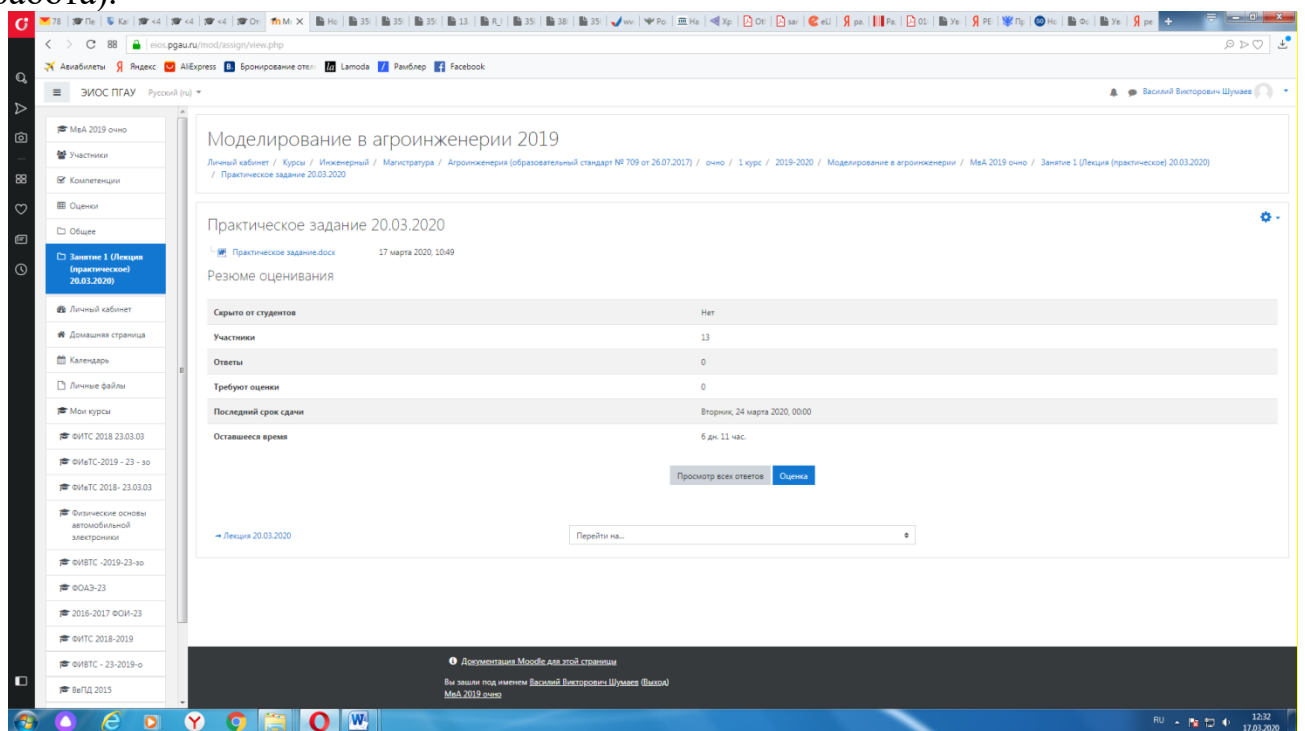 работа).
eios.pgau.ru/mod/assign/view.php
Авиабилеты Яндекс AliExpress Бронирование отел Lamoda Рамблер Facebook
ЭИОС ПГАУ Русский (ru) Василий Викторович Шумаев
МвА 2019 очно
Участники
Компетенции
Оценки
Общее
Занятие 1 (Лекция
(практическое)
20.03.2020)
Личный кабинет
Домашняя страница
Календарь
Личные файлы
Мои курсы
ФИТС 2018 23.03.03
ФИвТС-2019 - 23 - зо
ФИвТС 2018- 23.03.03
Физические основы
автомобильной
электроники
ФИВТС -2019-23-зо
ФОАЭ-23
2016-2017 ФОИ-23
ФИТС 2018-2019
ФИВТС - 23-2019-о
ВеПД 2015
Моделирование в агроинженерии 2019
Личный кабинет / Курсы / Инженерный / Магистратура / Агроинженерия (образовательный стандарт № 709 от 26.07.2017) / очно / 1 курс / 2019-2020 / Моделирование в агроинженерии / МвА 2019 очно / Занятие 1 (Лекция (практическое) 20.03.2020)
/ Практическое задание 20.03.2020
Практическое задание 20.03.2020
Практическое задание.docx 17 марта 2020, 10:49
Резюме оценивания
Скрыто от студентов Нет
Участники 13
Ответы 0
Требуют оценки 0
Последний срок сдачи Вторник, 24 марта 2020, 00:00
Оставшееся время 6 дн. 11 час.
Просмотр всех ответов Оценка
→ Лекция 20.03.2020 Перейти на...
Документация Moodle для этой страницы
Вы зашли под именем Василий Викторович Шумаев (Выход)
МвА 2019 очно
RU 12:32
17.03.2020